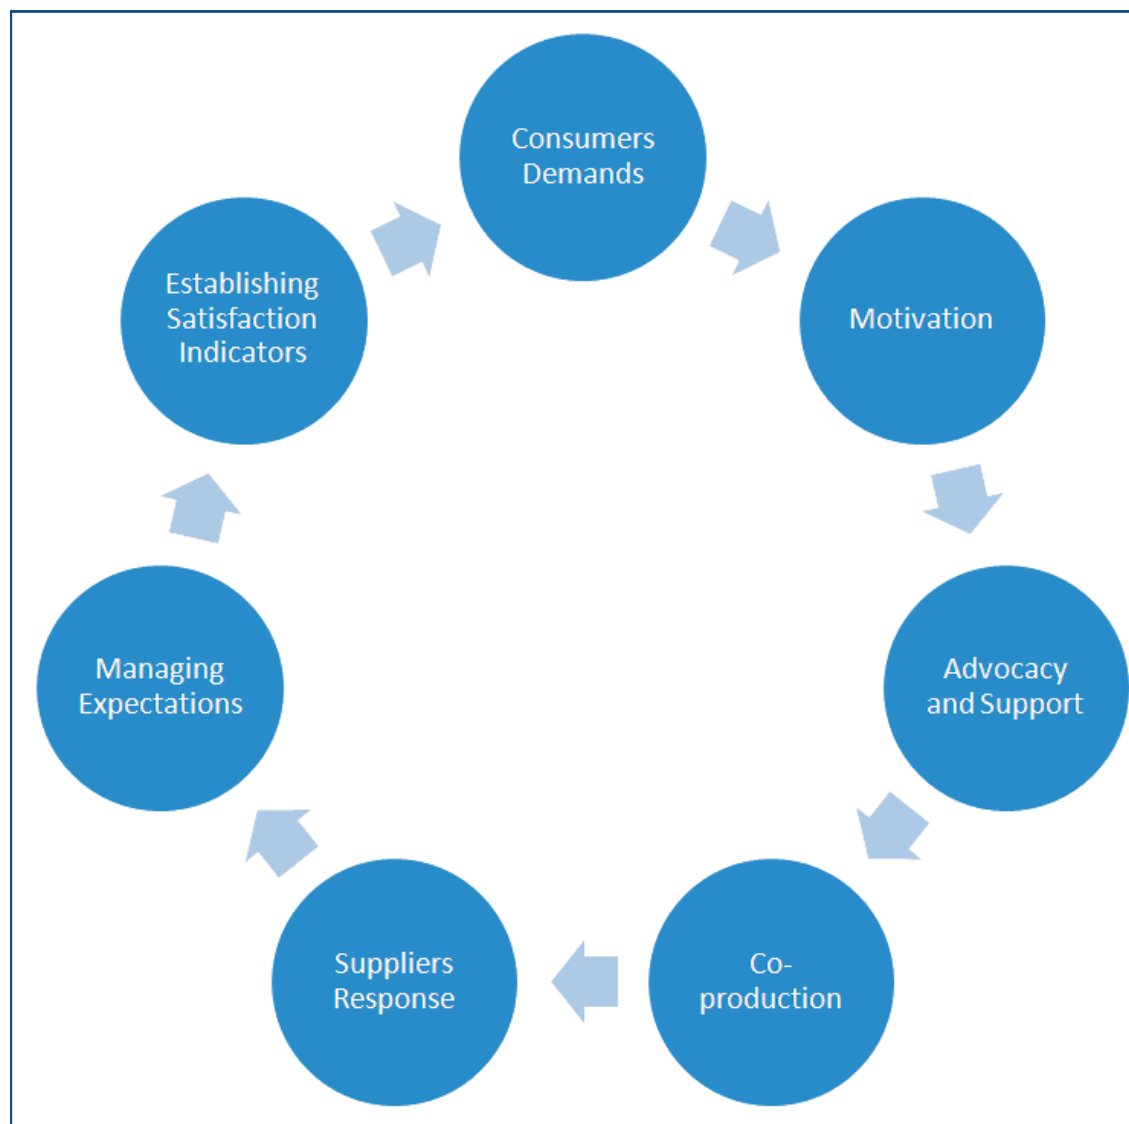 Consumers
Demands
Motivation
Advocacy
and Support
Co-
production
Suppliers
Response
Managing
Expectations
Establishing
Satisfaction
Indicators